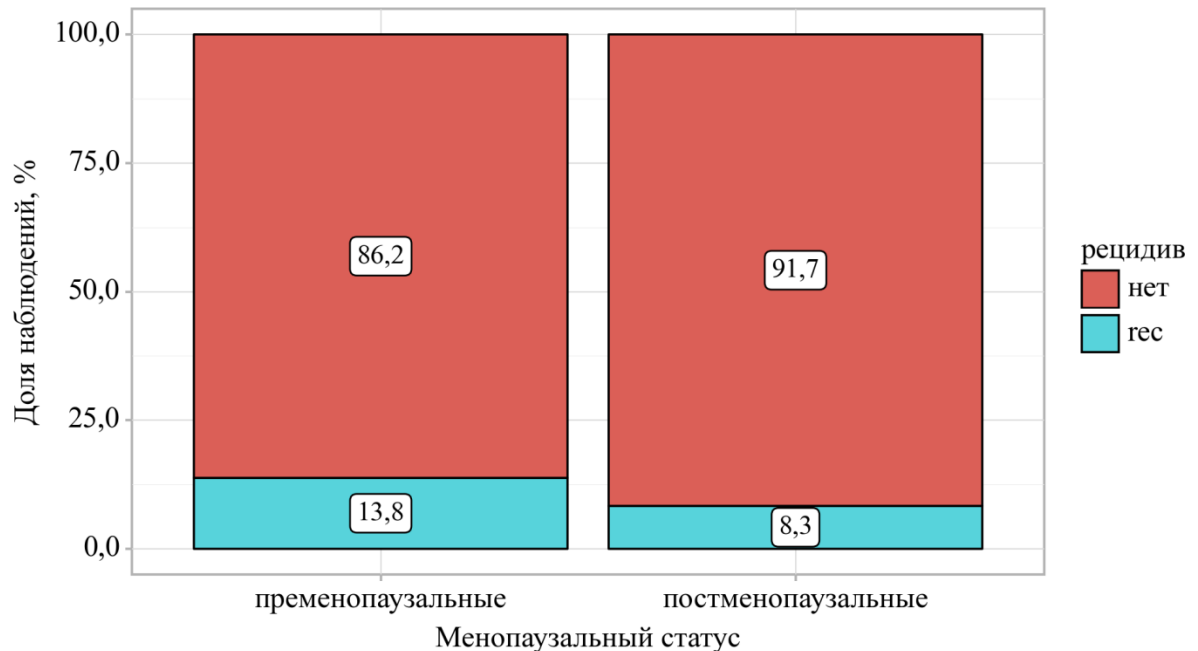 100,0
75,0
50,0
25,0
0,0
Доля наблюдений, %
86,2
13,8
91,7
8,3
пременопаузальные
постменопаузальные
Менопаузальный статус
рецидив
нет
rec